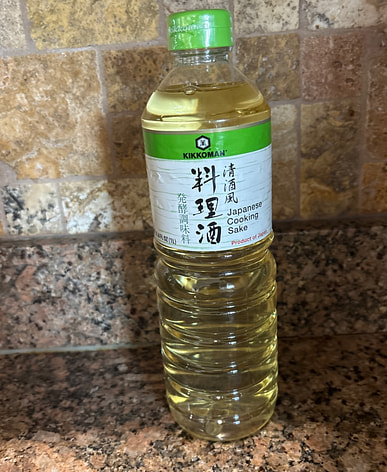 KIKKOMAN®
清酒風
料理酒
発酵調味料
Japanese
Cooking
Sake
Product of Japan